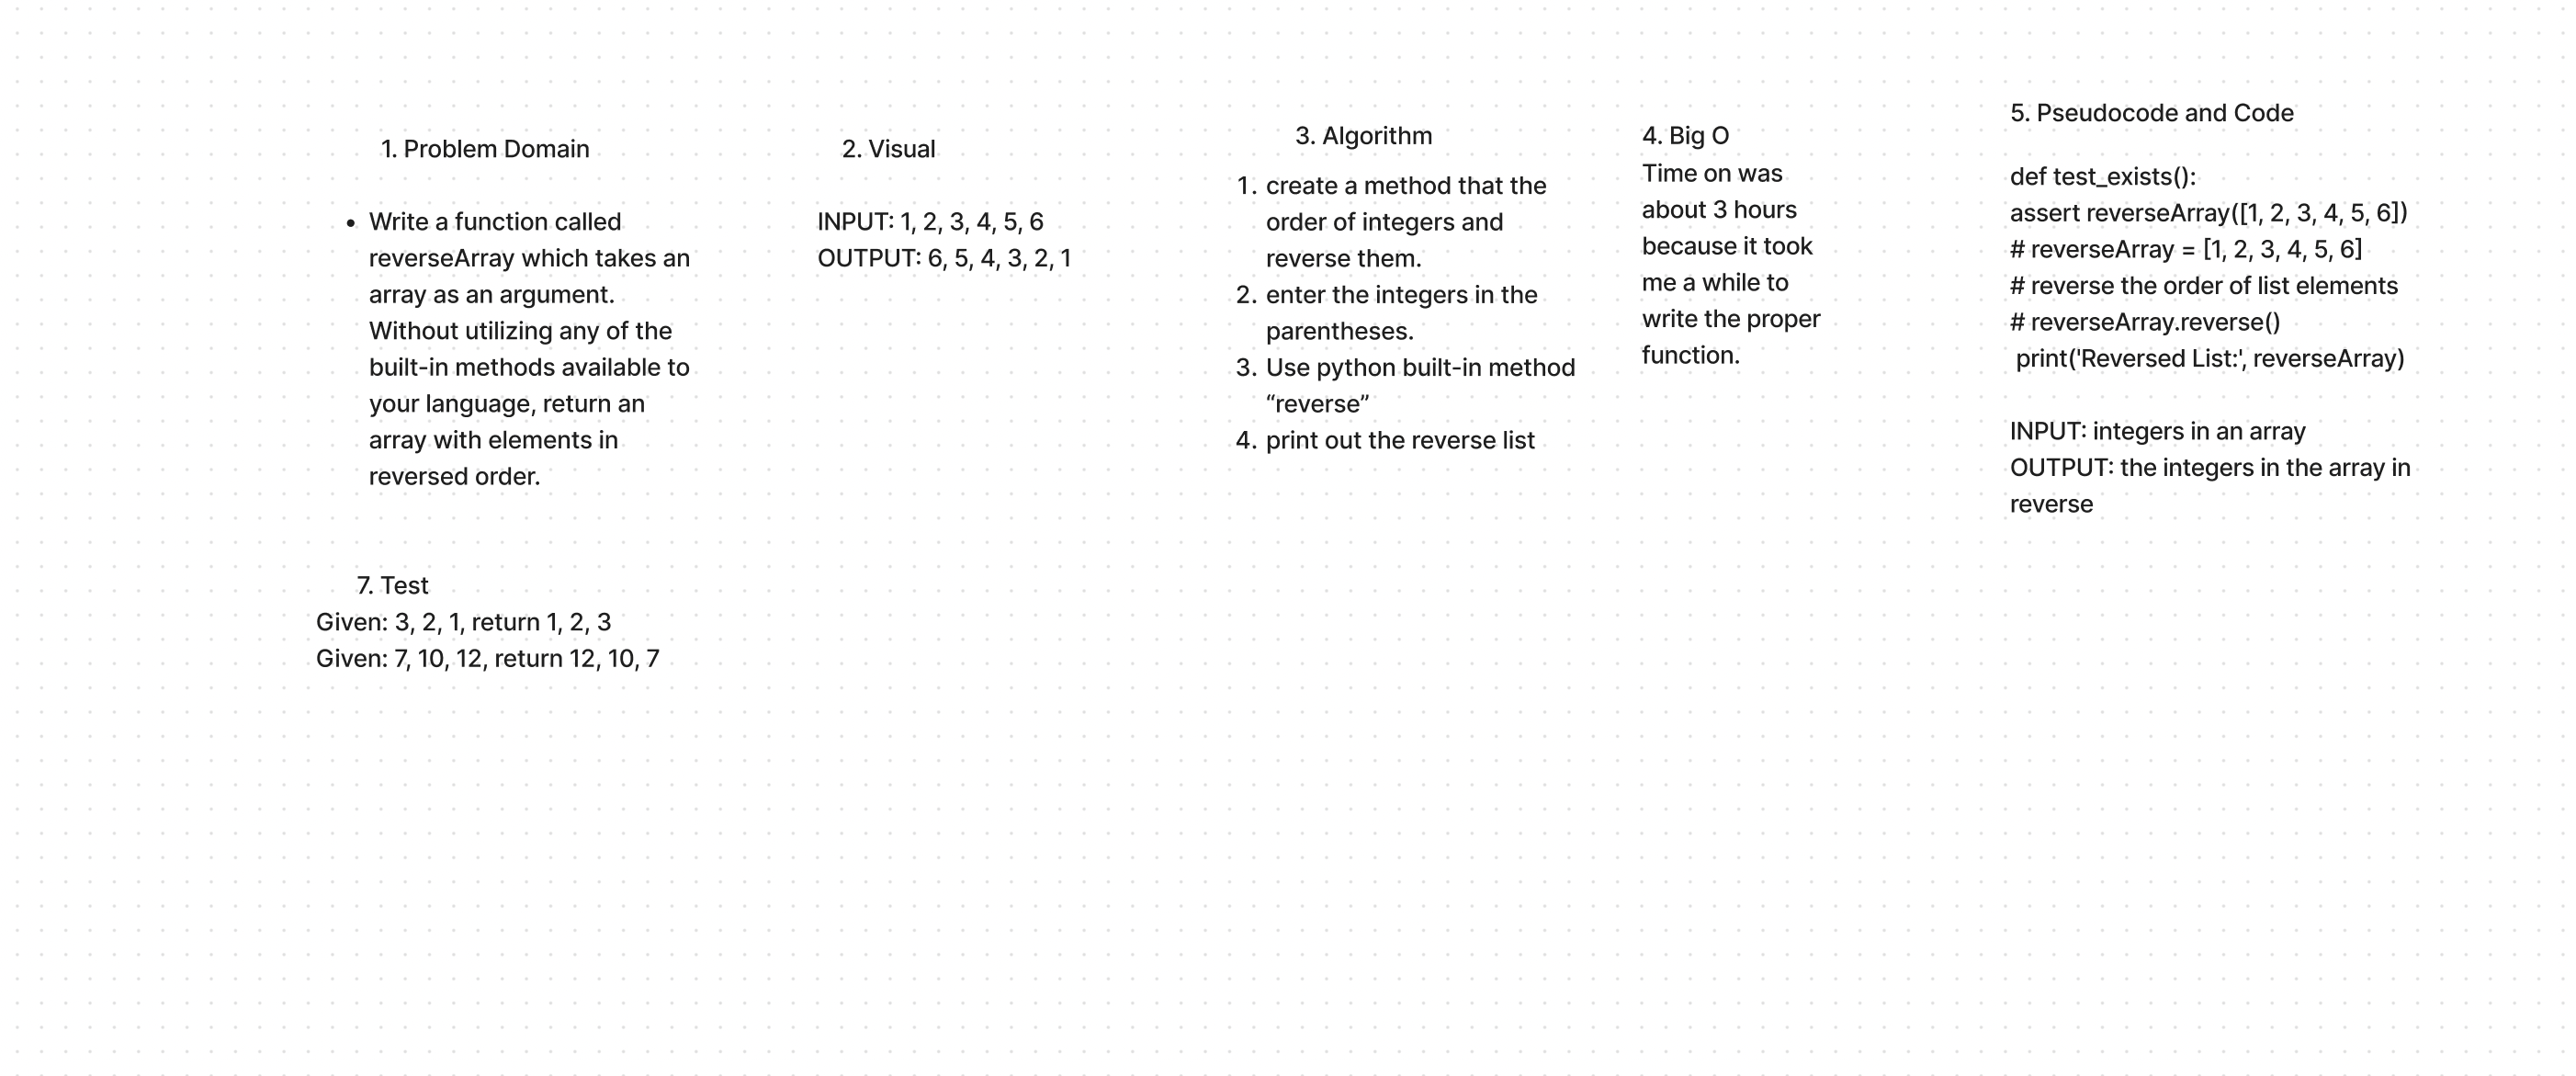 1. Problem Domain
• Write a function called
reverseArray which takes an
array as an argument.
Without utilizing any of the
built-in methods available to
your language, return an
array with elements in
reversed order.
2. Visual
INPUT: 1, 2, 3, 4, 5, 6
OUTPUT: 6, 5, 4, 3, 2, 1
3. Algorithm
1. create a method that the
order of integers and
reverse them.
2. enter the integers in the
parentheses.
3. Use python built-in method
“reverse”
4. print out the reverse list
4. Big O
Time on was
about 3 hours
because it took
me a while to
write the proper
function.
5. Pseudocode and Code
def test_exists():
assert reverseArray([1, 2, 3, 4, 5, 6])
# reverseArray = [1, 2, 3, 4, 5, 6]
# reverse the order of list elements
# reverseArray.reverse()
print('Reversed List:', reverseArray)
INPUT: integers in an array
OUTPUT: the integers in the array in
reverse
7. Test
Given: 3, 2, 1, return 1, 2, 3
Given: 7, 10, 12, return 12, 10, 7